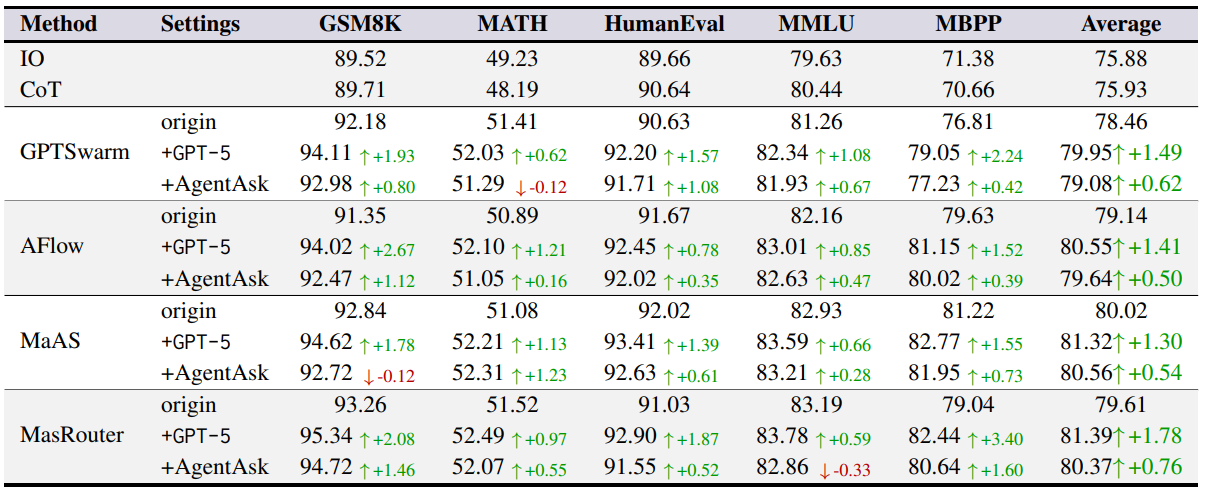 Method Settings GSM8K MATH HumanEval MMLU MBPP Average
IO 89.52 49.23 89.66 79.63 71.38 75.88
CoT 89.71 48.19 90.64 80.44 70.66 75.93
origin 92.18 51.41 90.63 81.26 76.81 78.46
GPTSwarm +GPT-5 94.11 ↑+1.93 52.03 ↑+0.62 92.20 ↑+1.57 82.34 ↑+1.08 79.05 ↑+2.24 79.95↑+1.49
+AgentAsk 92.98 ↑+0.80 51.29 ↓-0.12 91.71 ↑+1.08 81.93 ↑+0.67 77.23 ↑+0.42 79.08↑+0.62
origin 91.35 50.89 91.67 82.16 79.63 79.14
AFlow +GPT-5 94.02 ↑+2.67 52.10 ↑+1.21 92.45 ↑+0.78 83.01 ↑+0.85 81.15 ↑+1.52 80.55↑+1.41
+AgentAsk 92.47 ↑+1.12 51.05 ↑+0.16 92.02 ↑+0.35 82.63 ↑+0.47 80.02 ↑+0.39 79.64↑+0.50
origin 92.84 51.08 92.02 82.93 81.22 80.02
MaAS +GPT-5 94.62 ↑+1.78 52.21 ↑+1.13 93.41 ↑+1.39 83.59 ↑+0.66 82.77 ↑+1.55 81.32↑+1.30
+AgentAsk 92.72 ↓-0.12 52.31 ↑+1.23 92.63 ↑+0.61 83.21 ↑+0.28 81.95 ↑+0.73 80.56↑+0.54
origin 93.26 51.52 91.03 83.19 79.04 79.61
MasRouter +GPT-5 95.34 ↑+2.08 52.49 ↑+0.97 92.90 ↑+1.87 83.78 ↑+0.59 82.44 ↑+3.40 81.39↑+1.78
+AgentAsk 94.72 ↑+1.46 52.07 ↑+0.55 91.55 ↑+0.52 82.86 ↓-0.33 80.64 ↑+1.60 80.37↑+0.76